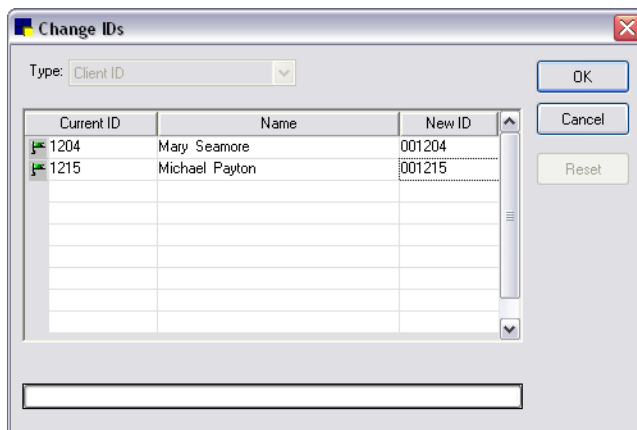 Change IDs
Type: Client ID
OK
Current ID Name New ID
Cancel
1204 Mary Seamore 001204
1215 Michael Payton 001215
Reset